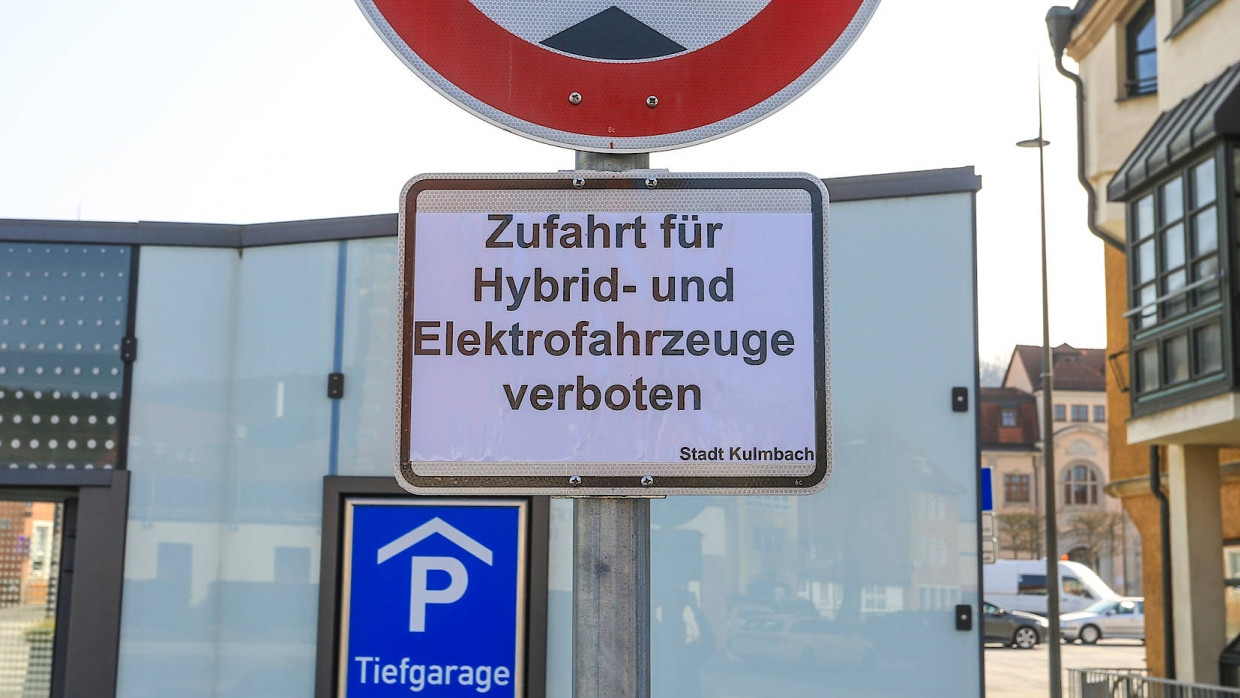 Zufahrt für
Hybrid- und
Elektrofahrzeuge
verboten
Stadt Kulmbach
P
Tiefgarage